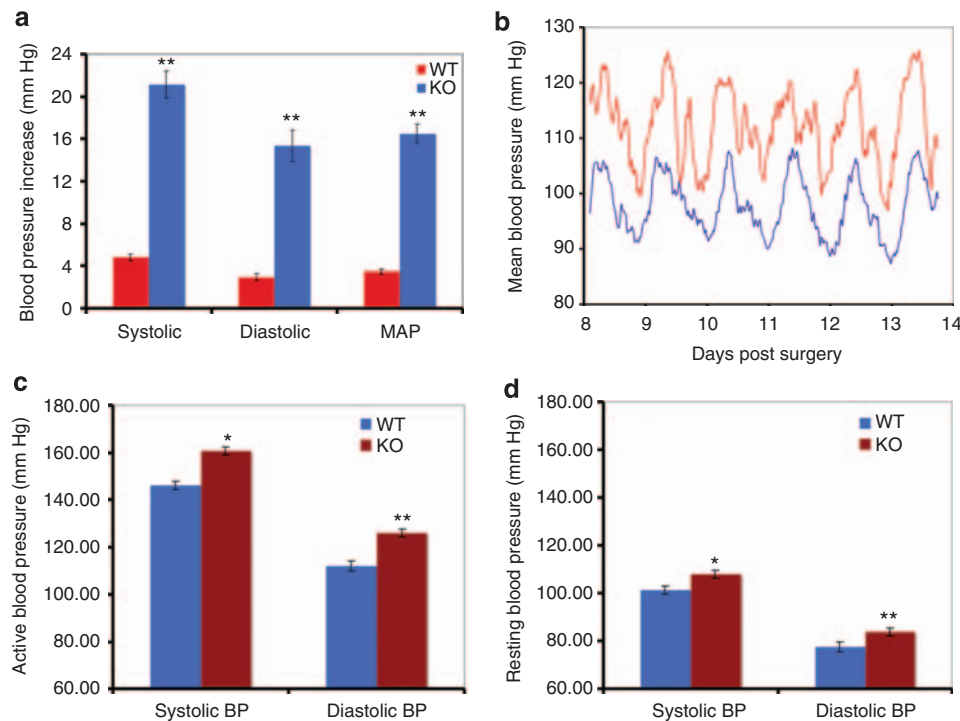 a
Blood pressure increase (mm Hg)
24
20
16
12
8
4
0
**
**
**
WT
KO
Systolic Diastolic MAP
b
Mean blood pressure (mm Hg)
130
120
110
100
90
80
8 9 10 11 12 13 14
Days post surgery
c
Active blood pressure (mm Hg)
180.00
160.00
140.00
120.00
100.00
80.00
60.00
*
**
WT
KO
Systolic BP Diastolic BP
d
Resting blood pressure (mm Hg)
180.00
160.00
140.00
120.00
100.00
80.00
60.00
*
**
WT
KO
Systolic BP Diastolic BP